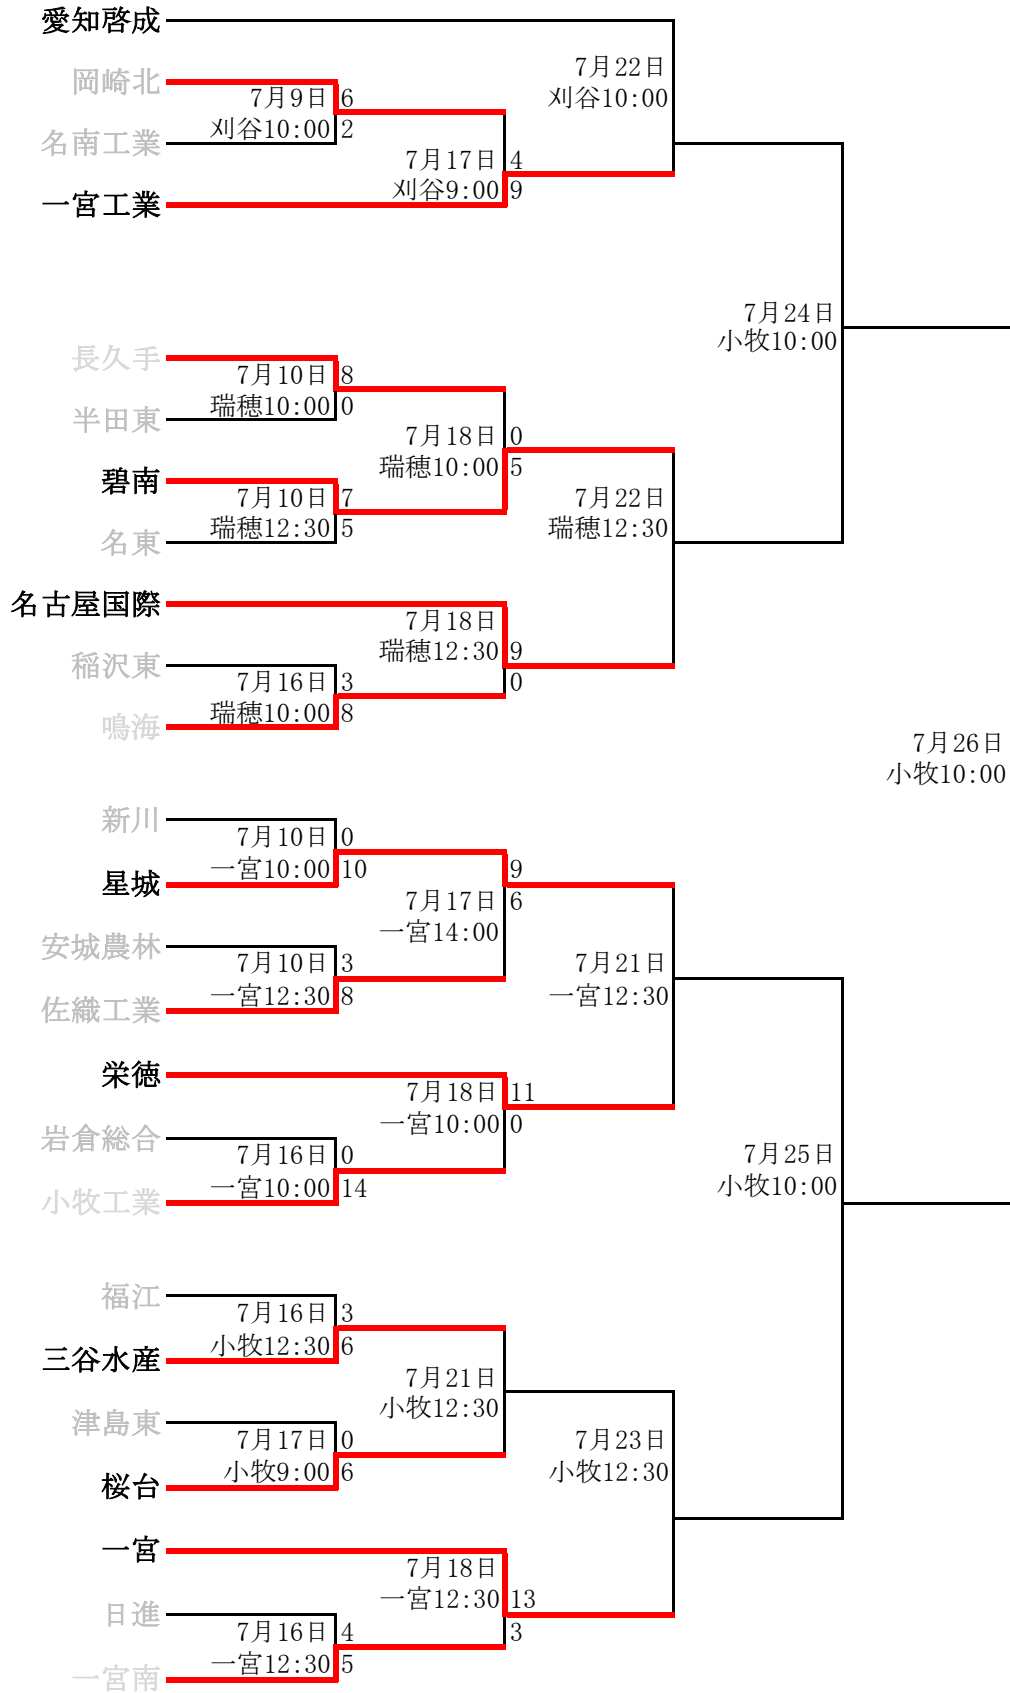 愛知啓成
7月22日
岡崎北
7月9日 6
刈谷10:00
刈谷10:00 2
名南工業
7月17日 4
刈谷9:00 9
一宮工業
7月24日
小牧10:00
長久手
7月10日 8
瑞穂10:00 0
半田東
7月18日 0
瑞穂10:00 5
碧南
7月10日 7
瑞穂12:30 5
7月22日
瑞穂12:30
名東
名古屋国際
7月18日
瑞穂12:30 9
0
稲沢東
7月16日 3
瑞穂10:00 8
鳴海
7月26日
小牧10:00
新川
7月10日 0
一宮10:00 10
星城
9
7月17日 6
一宮14:00
安城農林
7月10日 3
一宮12:30 8
7月21日
一宮12:30
佐織工業
栄徳
7月18日 11
一宮10:00 0
岩倉総合
7月16日 0
一宮10:00 14
7月25日
小牧10:00
小牧工業
福江
7月16日 3
小牧12:30 6
三谷水産
7月21日
小牧12:30
津島東
7月17日 0
小牧9:00 6
7月23日
小牧12:30
桜台
一宮
7月18日
一宮12:30 13
3
日進
7月16日 4
一宮12:30 5
一宮南